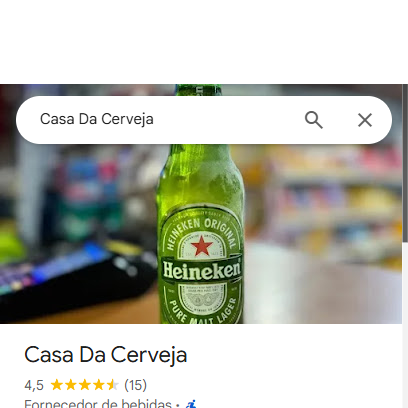 Casa Da Cerveja
HEINEKEN ORIGINAL
Heineken
PURE MALT LAGER
Casa Da Cerveja
4,5 (15)
Fornecedor de bebidas ·